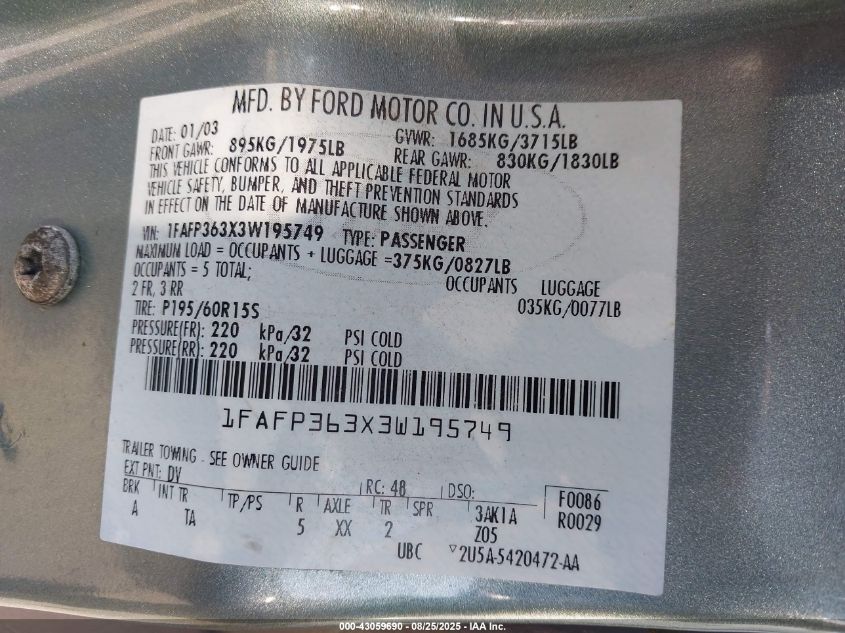 MFD. BY FORD MOTOR CO. IN U.S.A.
DATE: 01/03 GVWR: 1685KG/3715LB
FRONT GAWR: 895KG/1975LB REAR GAWR: 830KG/1830LB
THIS VEHICLE CONFORMS TO ALL APPLICABLE FEDERAL MOTOR
VEHICLE SAFETY, BUMPER, AND THEFT PREVENTION STANDARDS
IN EFFECT ON THE DATE OF MANUFACTURE SHOWN ABOVE.
VIN: 1FAFP363X3W195749 TYPE: PASSENGER
MAXIMUM LOAD = OCCUPANTS + LUGGAGE =375KG/0827LB
OCCUPANTS = 5 TOTAL; OCCUPANTS LUGGAGE
2 FR, 3 RR 035KG/0077LB
TIRE: P195/60R15S
PRESSURE(FR): 220 kPa/32 PSI COLD
PRESSURE(RR): 220 kPa/32 PSI COLD
1FAFP363X3W195749
TRAILER TOWING - SEE OWNER GUIDE
EXT PNT: DV RC: 48 DSO: F0086
BRK INT TR TP/PS R AXLE TR SPR 3AK1A R0029
A TA 5 XX 2 Z05
UBC ▽2U5A-5420472-AA
000-43059690 - 08/25/2025 - IAA Inc.